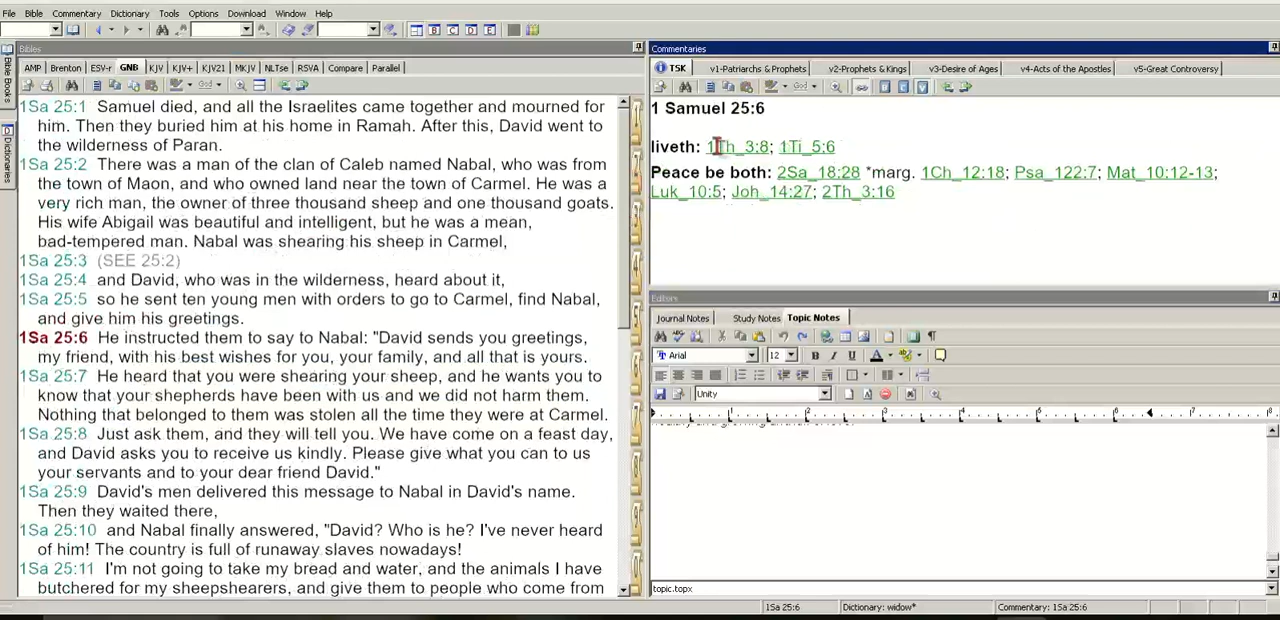 File Bible Commentary Dictionary Tools Options Download Window Help
Bibles
AMP Brenton ESV-r GNB KJV KJV+ KJV21 MKJV NLTse RSVA Compare Parallel
Bible Books
Dictionaries
1Sa 25:1 Samuel died, and all the Israelites came together and mourned for
him. Then they buried him at his home in Ramah. After this, David went to
the wilderness of Paran.
1Sa 25:2 There was a man of the clan of Caleb named Nabal, who was from
the town of Maon, and who owned land near the town of Carmel. He was a
very rich man, the owner of three thousand sheep and one thousand goats.
His wife Abigail was beautiful and intelligent, but he was a mean,
bad-tempered man. Nabal was shearing his sheep in Carmel,
1Sa 25:3 (SEE 25:2)
1Sa 25:4 and David, who was in the wilderness, heard about it,
1Sa 25:5 so he sent ten young men with orders to go to Carmel, find Nabal,
and give him his greetings.
1Sa 25:6 He instructed them to say to Nabal: "David sends you greetings,
my friend, with his best wishes for you, your family, and all that is yours.
1Sa 25:7 He heard that you were shearing your sheep, and he wants you to
know that your shepherds have been with us and we did not harm them.
Nothing that belonged to them was stolen all the time they were at Carmel.
1Sa 25:8 Just ask them, and they will tell you. We have come on a feast day,
and David asks you to receive us kindly. Please give what you can to us
your servants and to your dear friend David."
1Sa 25:9 David's men delivered this message to Nabal in David's name.
Then they waited there,
1Sa 25:10 and Nabal finally answered, "David? Who is he? I've never heard
of him! The country is full of runaway slaves nowadays!
1Sa 25:11 I'm not going to take my bread and water, and the animals I have
butchered for my sheepshearers, and give them to people who come from
Commentaries
TSK v1-Patriarchs & Prophets v2-Prophets & Kings v3-Desire of Ages v4-Acts of the Apostles v5-Great Controversy
1 Samuel 25:6
liveth: 1Th_3:8; 1Ti_5:6
Peace be both: 2Sa_18:28 *marg. 1Ch_12:18; Psa_122:7; Mat_10:12-13;
Luk_10:5; Joh_14:27; 2Th_3:16
Editors
Journal Notes Study Notes Topic Notes
Arial 12 B I U A
Unity
1 2 3 4 5 6 7 8
topic.topx
1Sa 25:6 Dictionary: widow* Commentary: 1Sa 25:6